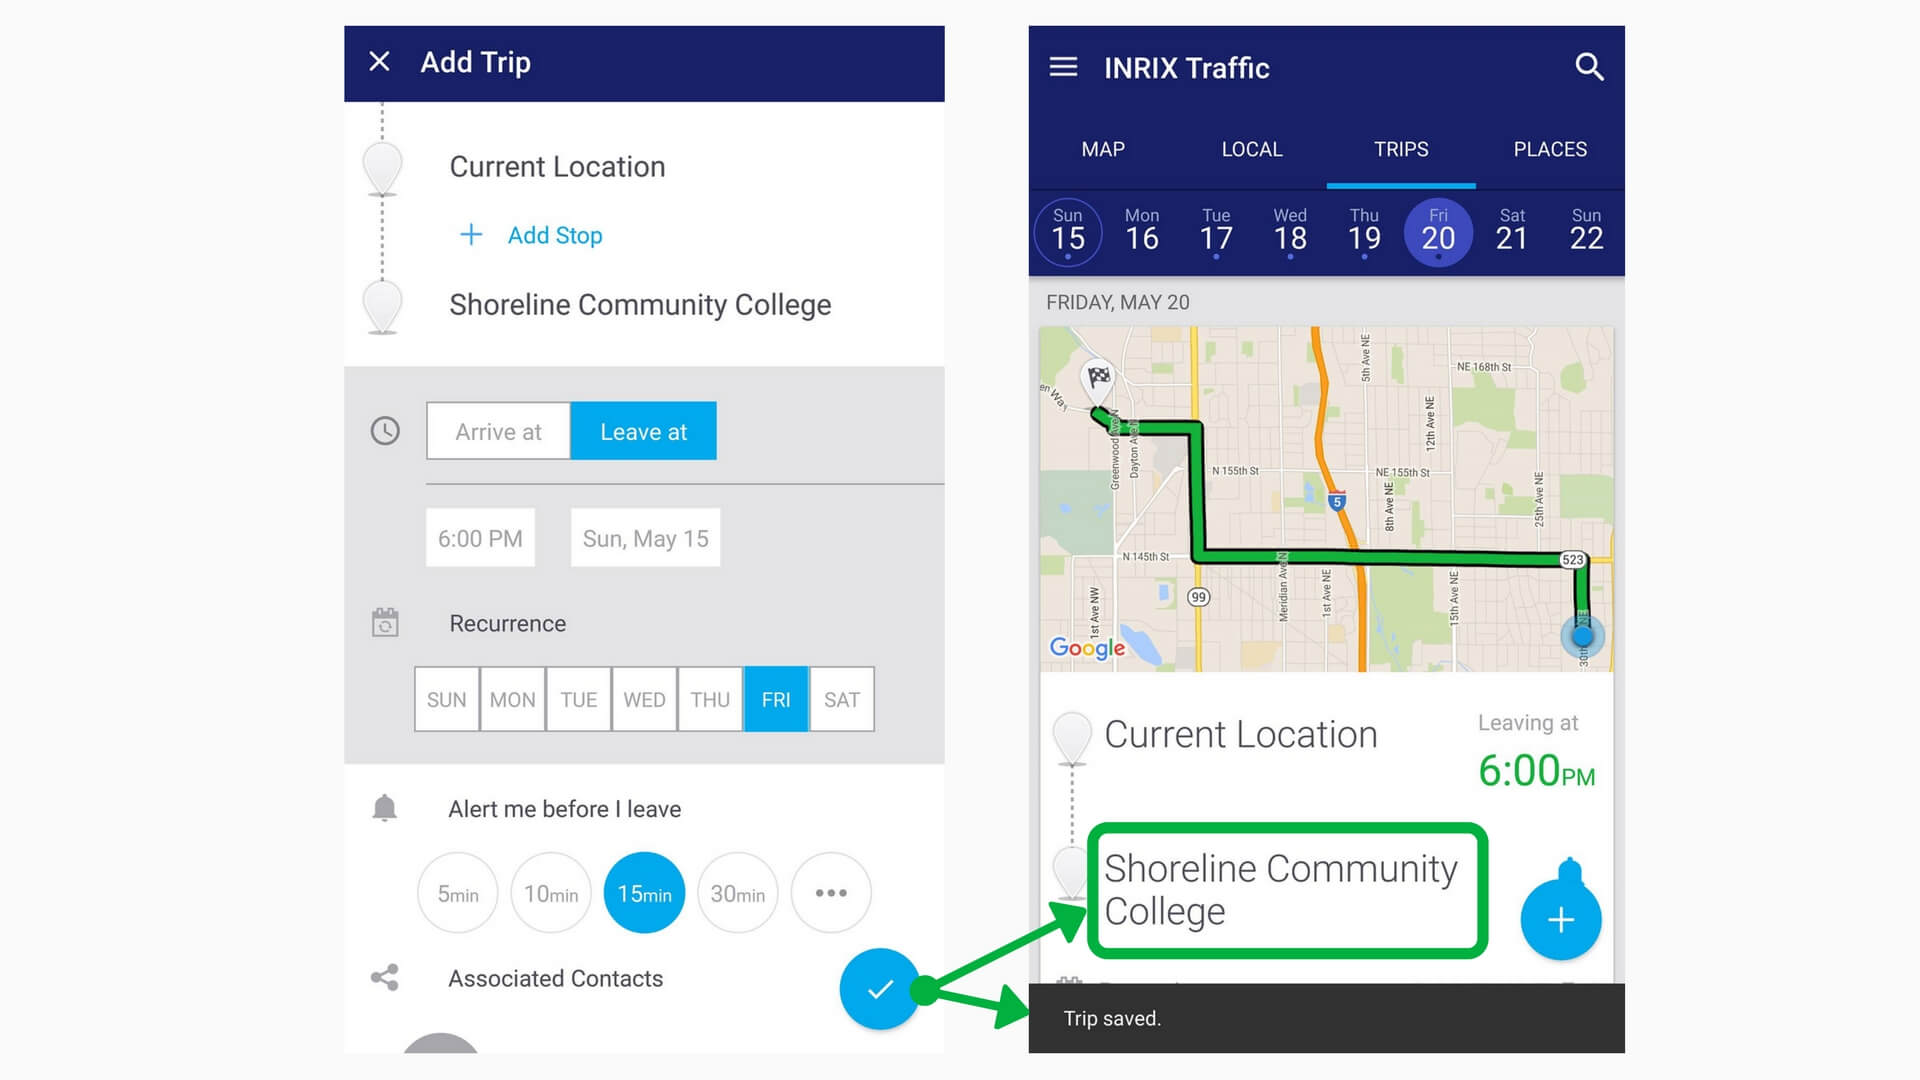 Add Trip
Current Location
+ Add Stop
Shoreline Community College
Arrive at
Leave at
6:00 PM
Sun, May 15
Recurrence
SUN MON TUE WED THU FRI SAT
Alert me before I leave
5min 10min 15min 30min
Associated Contacts
INRIX Traffic
MAP LOCAL TRIPS PLACES
Sun Mon Tue Wed Thu Fri Sat Sun
15 16 17 18 19 20 21 22
FRIDAY, MAY 20
5th Ave NE
NE 168th St
en Way
12th Ave NE
Greenwood Ave N
Dayton Ave N
N 155th St
NE 155th St
5
8th Ave NE
25th Ave NE
N 145th St
523
Meridian Ave N
1st Ave NE
15th Ave NE
99
1st Ave NW
Google
30th
NE
Current Location
Leaving at
6:00PM
Shoreline Community
College
Trip saved.